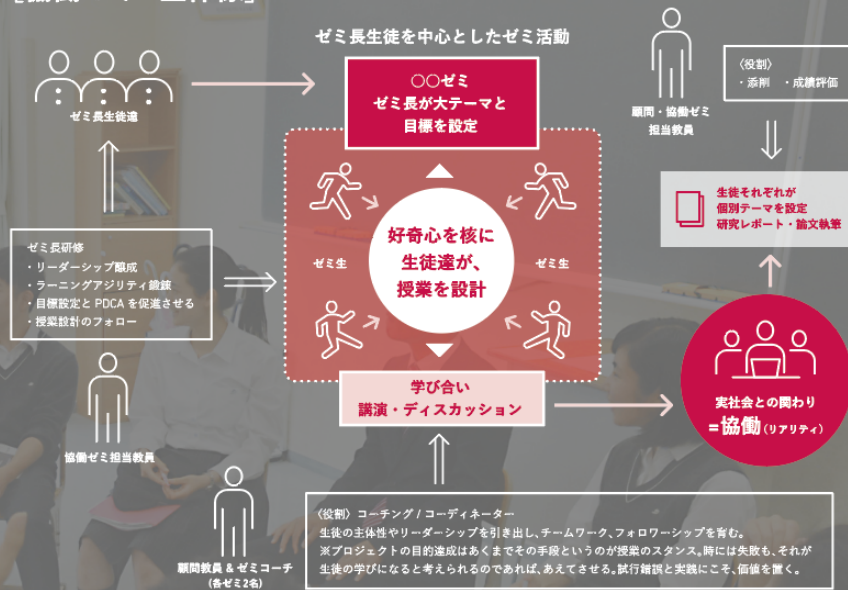 ゼミ長生徒を中心としたゼミ活動
ゼミ長生徒達
○○ゼミ
ゼミ長が大テーマと
目標を設定
顧問・協働ゼミ
担当教員
〈役割〉
・添削 ・成績評価
生徒それぞれが
個別テーマを設定
研究レポート・論文執筆
ゼミ長研修
・リーダーシップ醸成
・ラーニングアジリティ鍛錬
・目標設定と PDCA を促進させる
・授業設計のフォロー
ゼミ生
好奇心を核に
生徒達が、
授業を設計
ゼミ生
協働ゼミ担当教員
学び合い
講演・ディスカッション
実社会との関わり
=協働(リアリティ)
顧問教員 & ゼミコーチ
(各ゼミ2名)
〈役割〉コーチング / コーディネーター
生徒の主体性やリーダーシップを引き出し、チームワーク、フォロワーシップを育む。
※プロジェクトの目的達成はあくまでその手段というのが授業のスタンス。時には失敗も、それが
生徒の学びになると考えられるのであれば、あえてさせる。試行錯誤と実践にこそ、価値を置く。